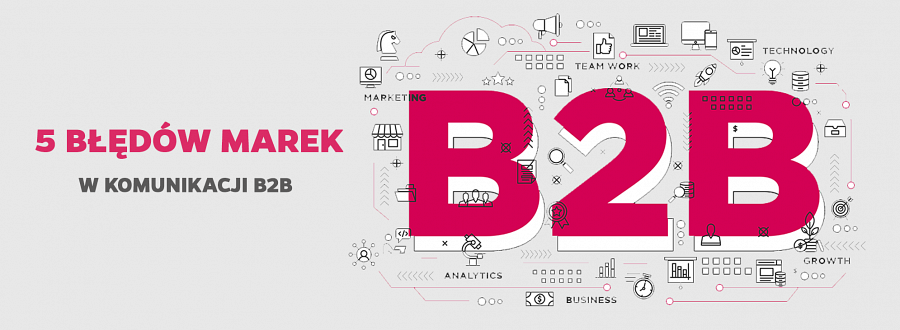 5 BŁĘDÓW MAREK
W KOMUNIKACJI B2B
TECHNOLOGY
TEAM WORK
MARKETING
B2B
GROWTH
ANALYTICS
BUSINESS